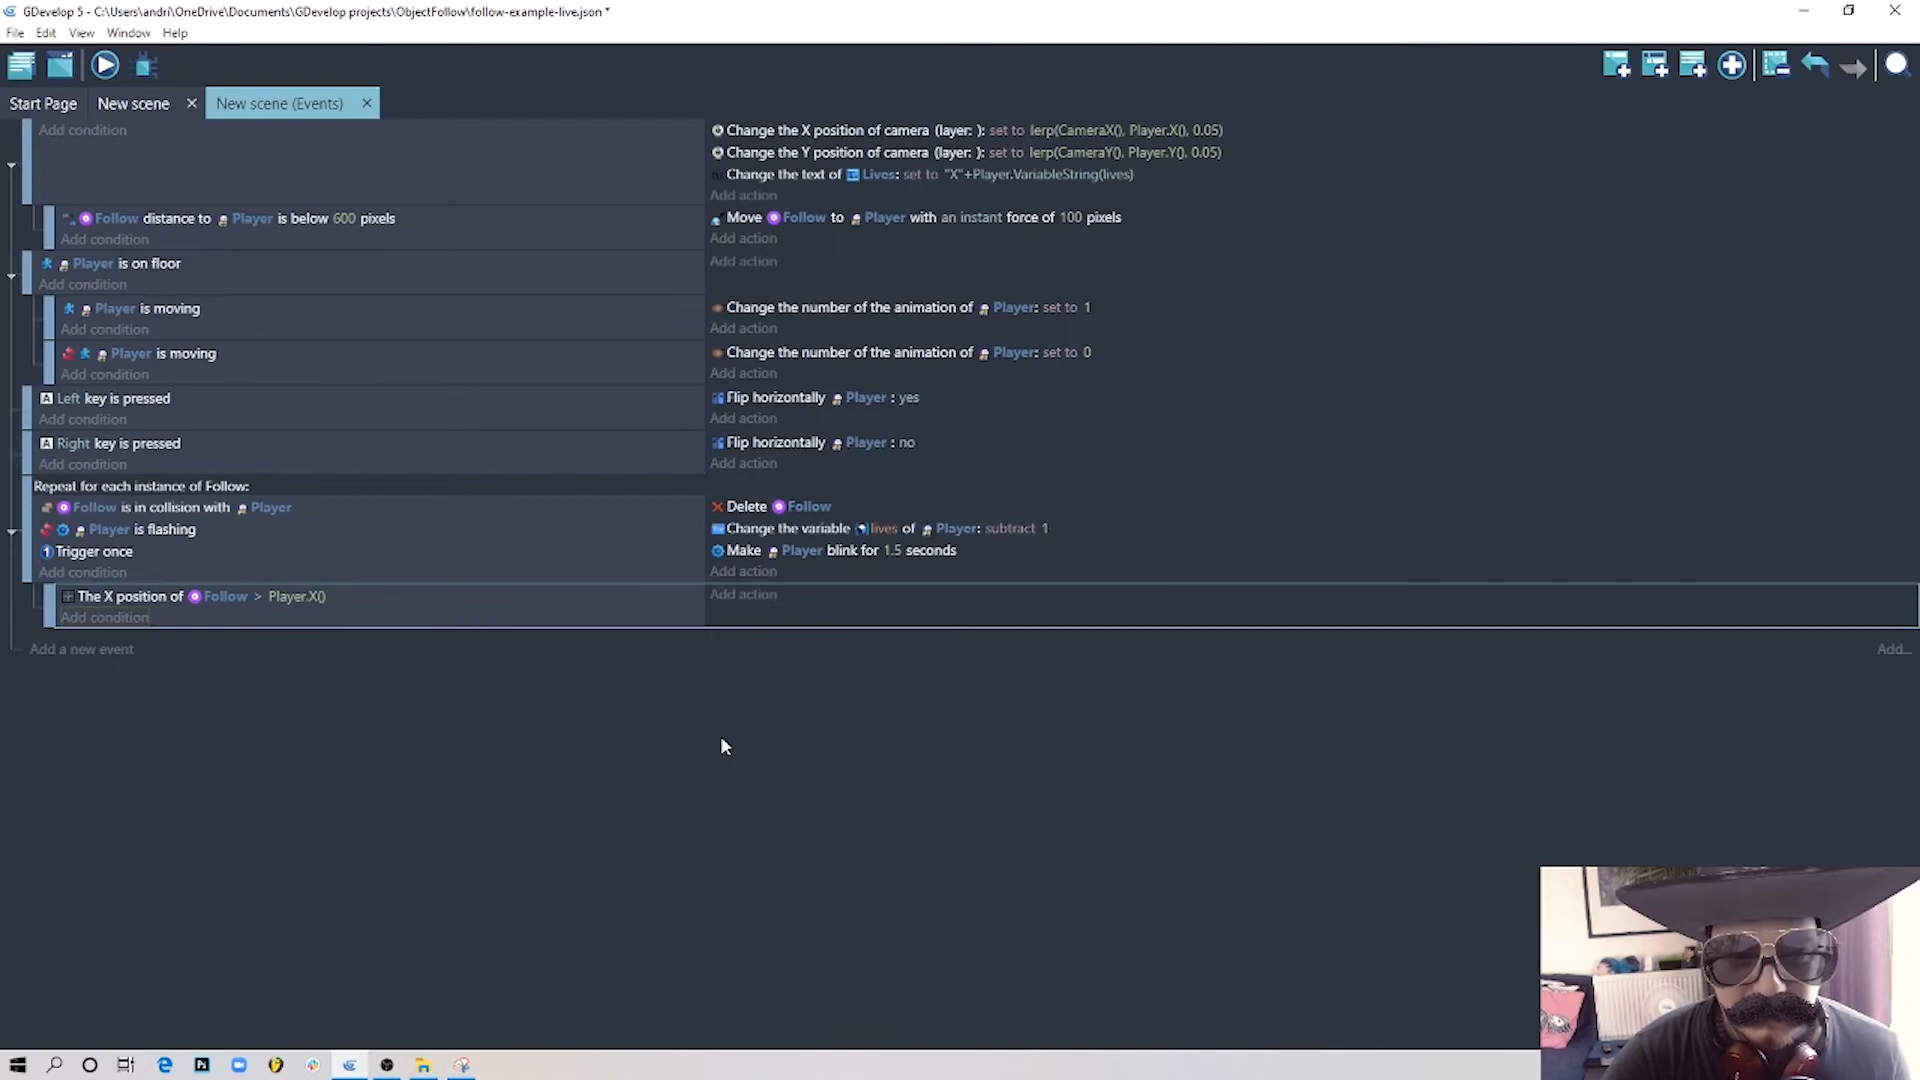 GDevelop 5 - C:\Users\andri\OneDrive\Documents\GDevelop projects\ObjectFollow\follow-example-live.json *
File Edit View Window Help
Start Page New scene New scene (Events)
Add condition
Change the X position of camera (layer: ): set to lerp(CameraX(), Player.X(), 0.05)
Change the Y position of camera (layer: ): set to lerp(CameraY(), Player.Y(), 0.05)
Change the text of Lives: set to "X"+Player.VariableString(lives)
Add action
Follow distance to Player is below 600 pixels
Add condition
Move Follow to Player with an instant force of 100 pixels
Add action
Player is on floor
Add condition
Add action
Player is moving
Add condition
Change the number of the animation of Player: set to 1
Add action
Player is moving
Add condition
Change the number of the animation of Player: set to 0
Add action
Left key is pressed
Add condition
Flip horizontally Player : yes
Add action
Right key is pressed
Add condition
Flip horizontally Player : no
Add action
Repeat for each instance of Follow:
Follow is in collision with Player
Player is flashing
Trigger once
Add condition
Delete Follow
Change the variable lives of Player: subtract 1
Make Player blink for 1.5 seconds
Add action
The X position of Follow > Player.X()
Add condition
Add action
Add a new event
Add...